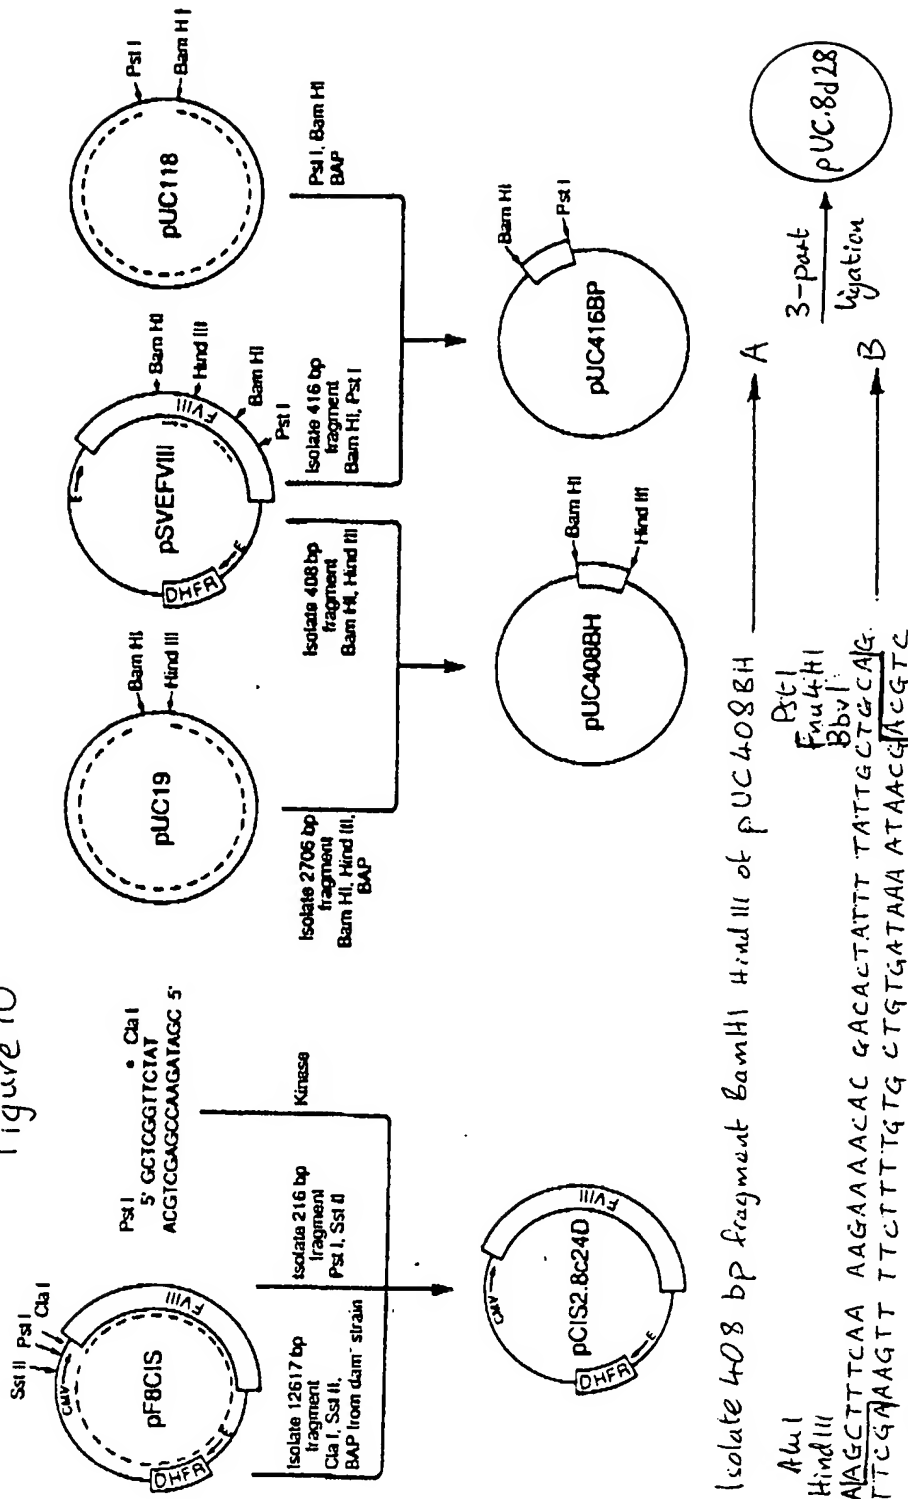 Figure 10
Sst II
Pst I
Cla I
CMV
FVIII
pF8CIS
DHFR
E
Pst I
Cla I
5' GCTCGGTTCTAT
ACGTCGAGCCAAGATAGC 5'
Isolate 12617 bp
fragment
Cla I, Sst II,
BAP from dam- strain
Isolate 216 bp
fragment
Pst I, Sst II
Kinase
CMV
FVIII
pCIS2.8c24D
DHFR
E
Bam HI
Hind III
pUC19
E
Bam HI
Hind III
FVIII
Bam HI
Pst I
pSVEFVIII
DHFR
E
Pst I
Bam HI
pUC118
Isolate 2706 bp
fragment
Bam HI, Hind III,
BAP
Isolate 408 bp
fragment
Bam HI, Hind III
Isolate 416 bp
fragment
Bam HI, Pst I
Pst I, Bam HI
BAP
Bam HI
Hind III
pUC408BH
Bam HI
Pst I
pUC416BP
Isolate 408 bp fragment BamHI HindIII of pUC408BH
A
Alu1
HindIII
Pst1
Fnu4H1
Bbv1
AAGCTTTCAA AAGAAAACAC GACACTATTT TATTGCTGCAG.
TTCGAAAGTT TTCTTTTGTG CTGTGATAAA ATAACGACGTC
B
3-part
ligation
pUC.8d28